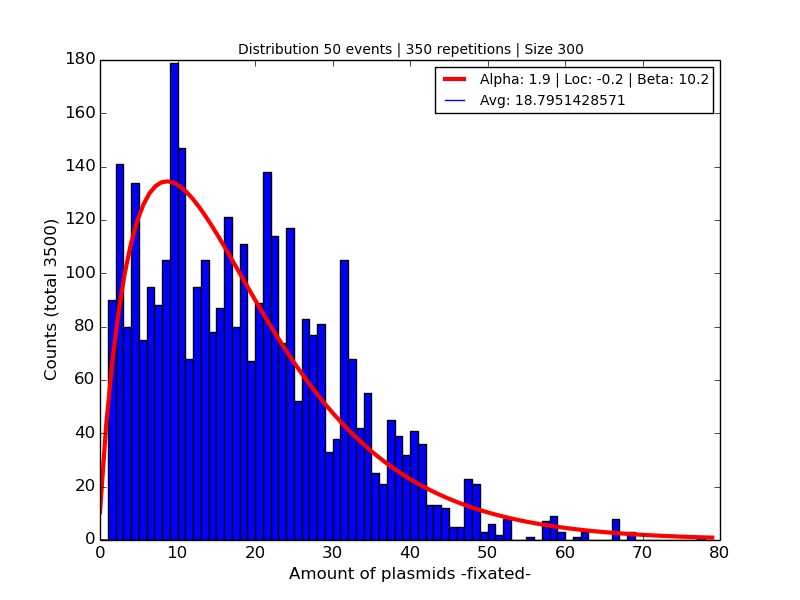 Distribution 50 events | 350 repetitions | Size 300
Alpha: 1.9 | Loc: -0.2 | Beta: 10.2
Avg: 18.7951428571
Counts (total 3500)
180
160
140
120
100
80
60
40
20
0
0 10 20 30 40 50 60 70 80
Amount of plasmids -fixated-